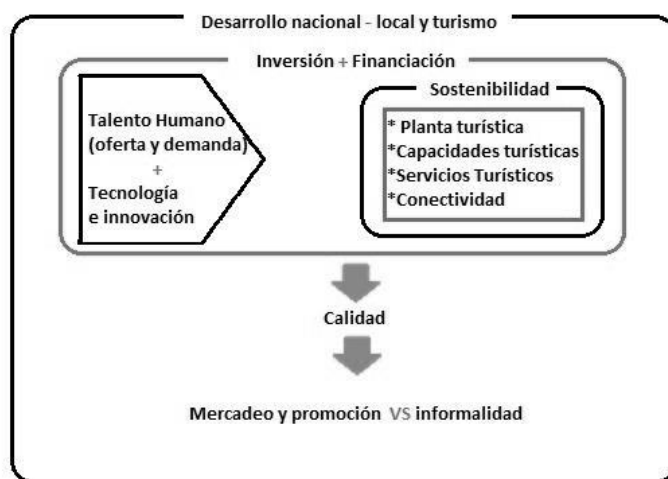 Desarrollo nacional - local y turismo
Inversión + Financiación
Talento Humano
(oferta y demanda)
+
Tecnología
e innovación
Sostenibilidad
* Planta turística
*Capacidades turísticas
*Servicios Turísticos
*Conectividad
Calidad
Mercadeo y promoción VS informalidad